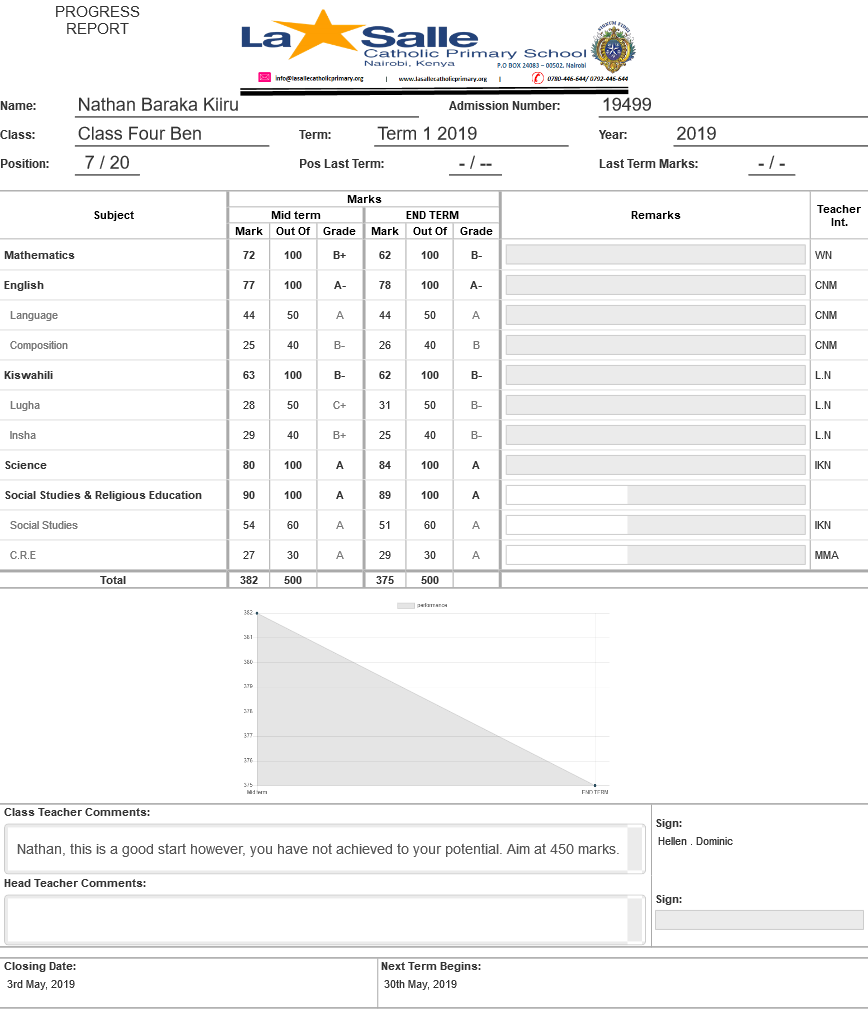 PROGRESS
REPORT
La Salle
Catholic Primary School
Nairobi, Kenya
P.O BOX 24083 – 00502, Nairobi
info@lasallecatholicprimary.org | www.lasallecatholicprimary.org | 0780-446-644/ 0792-446-644
Name: Nathan Baraka Kiiru Admission Number: 19499
Class: Class Four Ben Term: Term 1 2019 Year: 2019
Position: 7 / 20 Pos Last Term: - / -- Last Term Marks: - / -
Subject Marks Remarks Teacher Int.
Mid term END TERM
Mark Out Of Grade Mark Out Of Grade
Mathematics 72 100 B+ 62 100 B- WN
English 77 100 A- 78 100 A- CNM
Language 44 50 A 44 50 A CNM
Composition 25 40 B- 26 40 B CNM
Kiswahili 63 100 B- 62 100 B- L.N
Lugha 28 50 C+ 31 50 B- L.N
Insha 29 40 B+ 25 40 B- L.N
Science 80 100 A 84 100 A IKN
Social Studies & Religious Education 90 100 A 89 100 A
Social Studies 54 60 A 51 60 A IKN
C.R.E 27 30 A 29 30 A MMA
Total 382 500 375 500
performance
382
381
380
379
378
377
376
375
Mid term END TERM
Class Teacher Comments:
Nathan, this is a good start however, you have not achieved to your potential. Aim at 450 marks.
Sign:
Hellen . Dominic
Head Teacher Comments:
Sign:
Closing Date: Next Term Begins:
3rd May, 2019 30th May, 2019